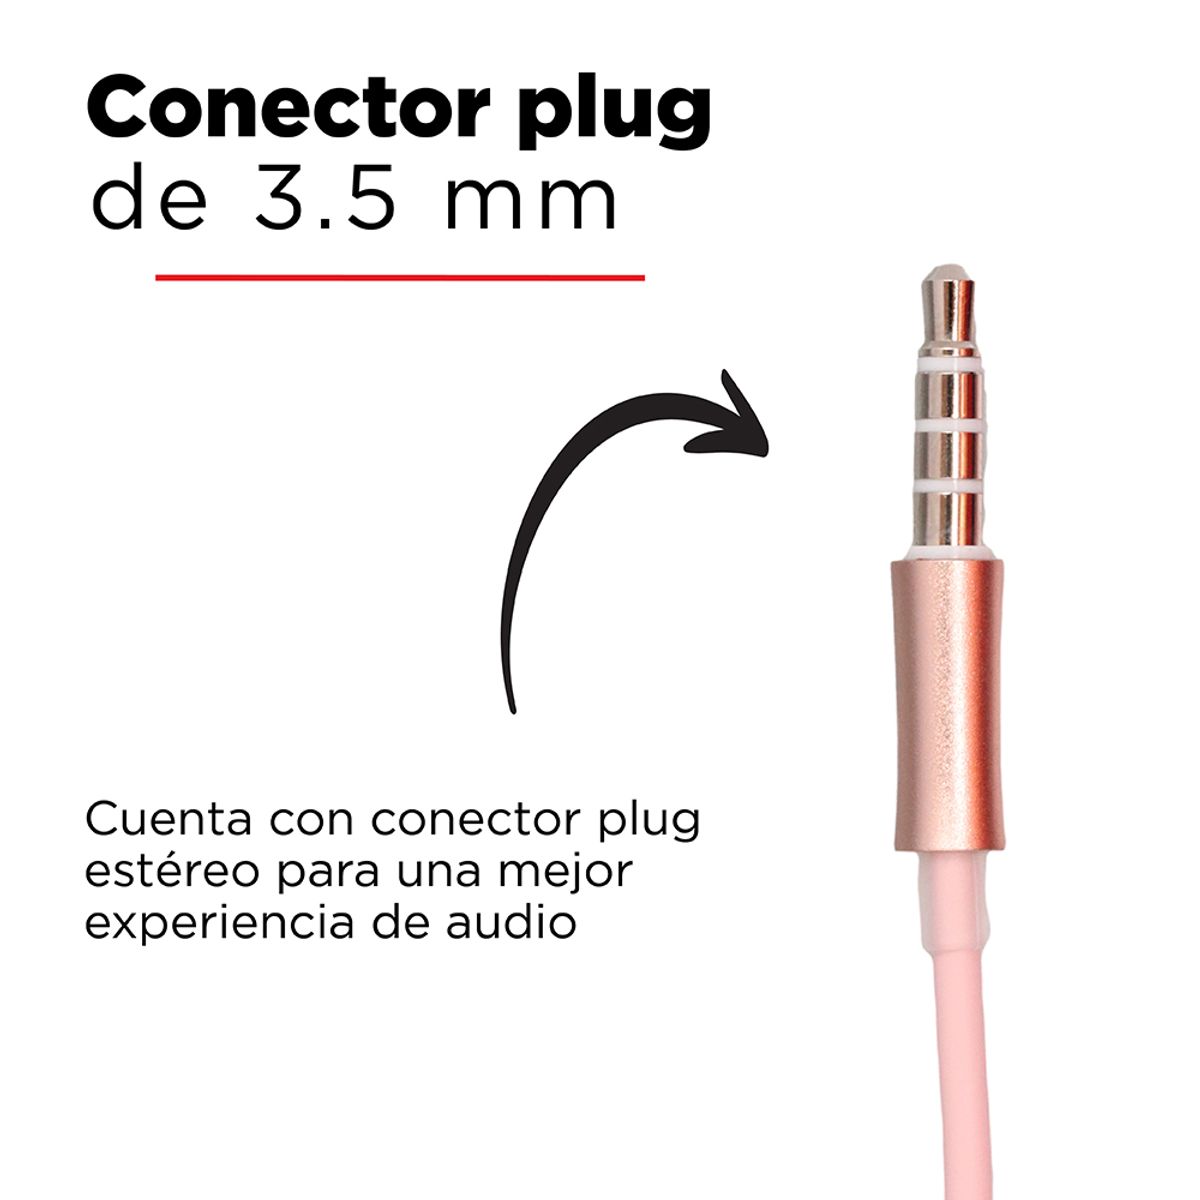 Conector plug
de 3.5 mm
Cuenta con conector plug
estéreo para una mejor
experiencia de audio